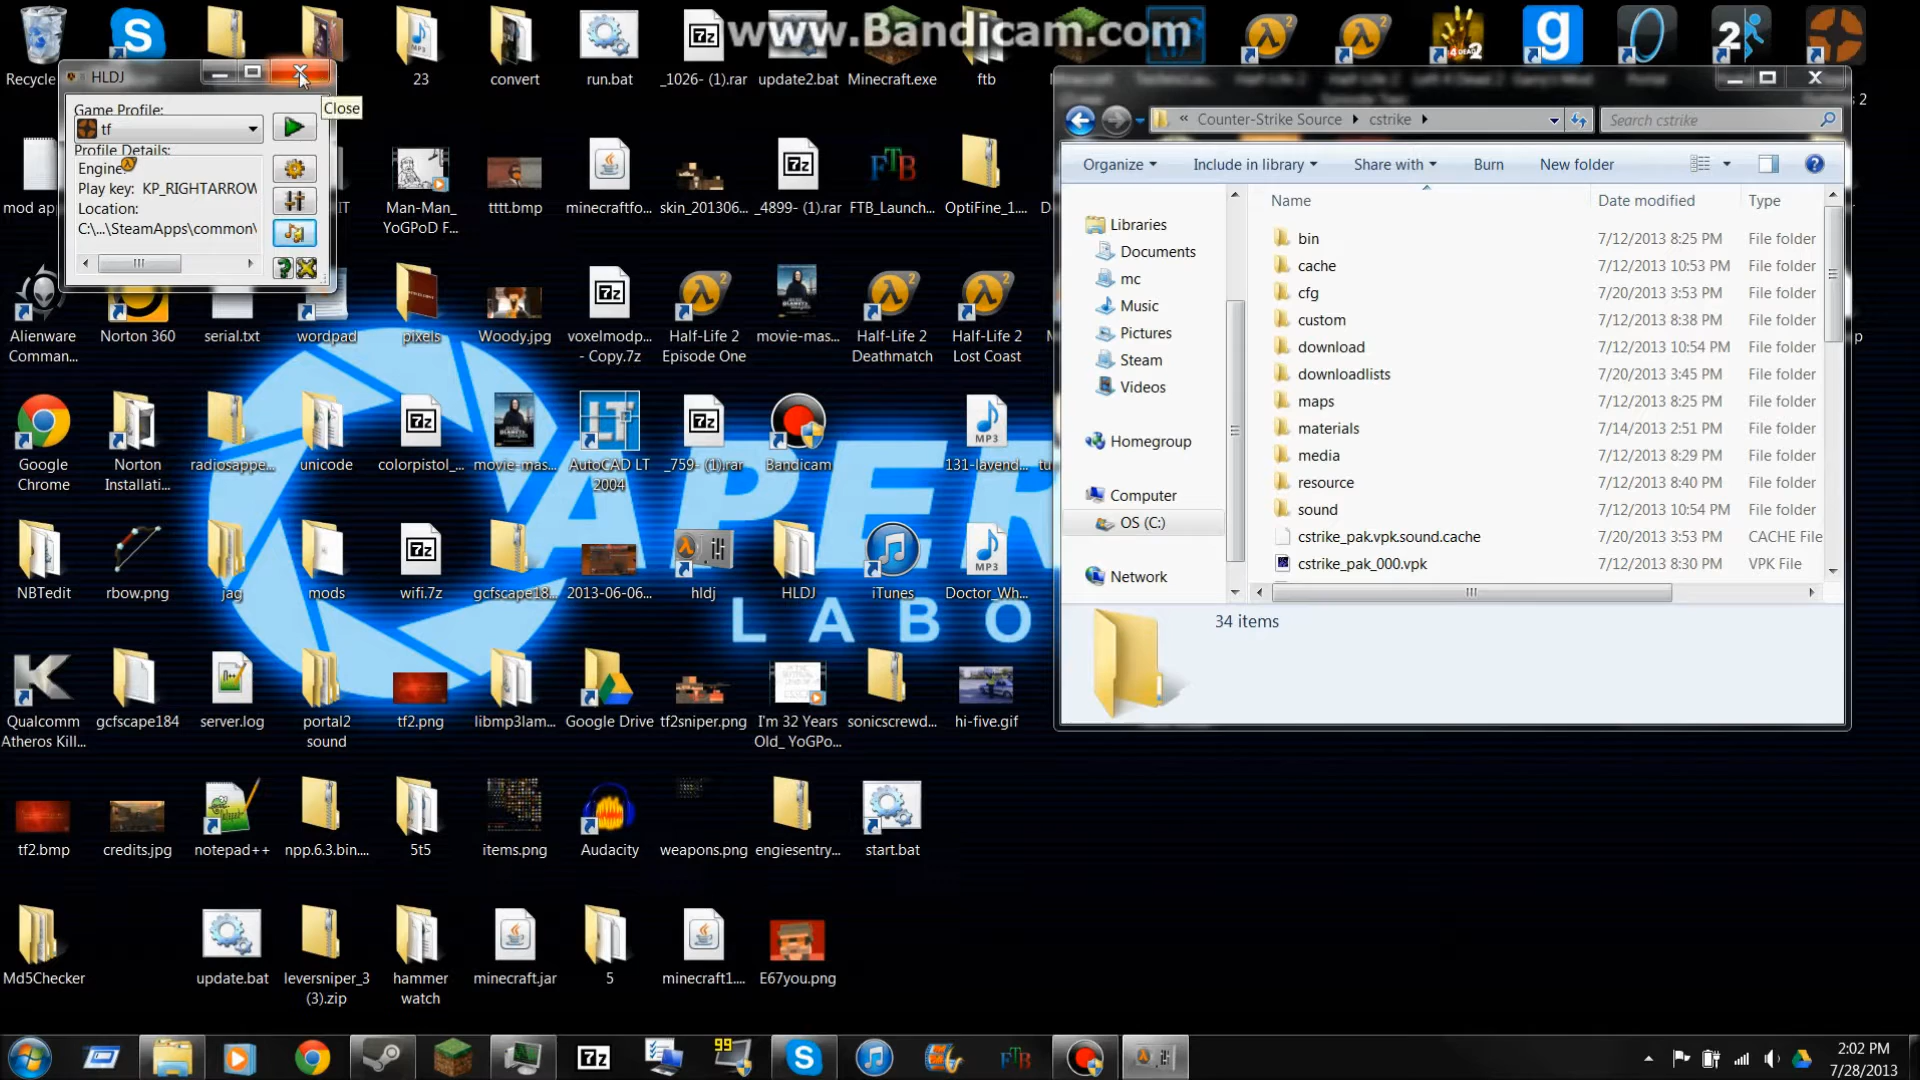 www.Bandicam.com
Recycle
23
convert
run.bat
_1026- (1).rar
update2.bat
Minecraft.exe
ftb
2
HLDJ
Close
Game Profile:
tf
Profile Details:
Engine:
Play key: KP_RIGHTARROW
Location:
C:\...\SteamApps\common\
mod ap
Man-Man_
YoGPoD F...
tttt.bmp
minecraftfo...
skin_201306...
_4899- (1).rar
FTB_Launch...
OptiFine_1....
Alienware
Comman...
Norton 360
serial.txt
wordpad
pixels
Woody.jpg
voxelmodp...
- Copy.7z
Half-Life 2
Episode One
movie-mas...
Half-Life 2
Deathmatch
Half-Life 2
Lost Coast
Google
Chrome
Norton
Installati...
radiosappe...
unicode
colorpistol_...
movie-mas...
AutoCAD LT
2004
_759- (1).rar
Bandicam
131-lavend...
NBTedit
rbow.png
jag
mods
wifi.7z
gcfscape18...
2013-06-06...
hldj
HLDJ
iTunes
Doctor_Wh...
APER
LABO
Qualcomm
Atheros Kill...
gcfscape184
server.log
portal2
sound
tf2.png
libmp3lam...
Google Drive
tf2sniper.png
I'm 32 Years
Old_ YoGPo...
sonicscrewd...
hi-five.gif
tf2.bmp
credits.jpg
notepad++
npp.6.3.bin....
5t5
items.png
Audacity
weapons.png
engiesentry...
start.bat
Md5Checker
update.bat
leversniper_3
(3).zip
hammer
watch
minecraft.jar
5
minecraft1....
E67you.png
« Counter-Strike Source cstrike
Search cstrike
Organize
Include in library
Share with
Burn
New folder
Name Date modified Type
Libraries
Documents
mc
Music
Pictures
Steam
Videos
Homegroup
Computer
OS (C:)
Network
bin 7/12/2013 8:25 PM File folder
cache 7/12/2013 10:53 PM File folder
cfg 7/20/2013 3:53 PM File folder
custom 7/12/2013 8:38 PM File folder
download 7/12/2013 10:54 PM File folder
downloadlists 7/20/2013 3:45 PM File folder
maps 7/12/2013 8:25 PM File folder
materials 7/14/2013 2:51 PM File folder
media 7/12/2013 8:29 PM File folder
resource 7/12/2013 8:40 PM File folder
sound 7/12/2013 10:54 PM File folder
cstrike_pak.vpk.sound.cache 7/20/2013 3:53 PM CACHE File
cstrike_pak_000.vpk 7/12/2013 8:30 PM VPK File
34 items
99
2:02 PM
7/28/2013